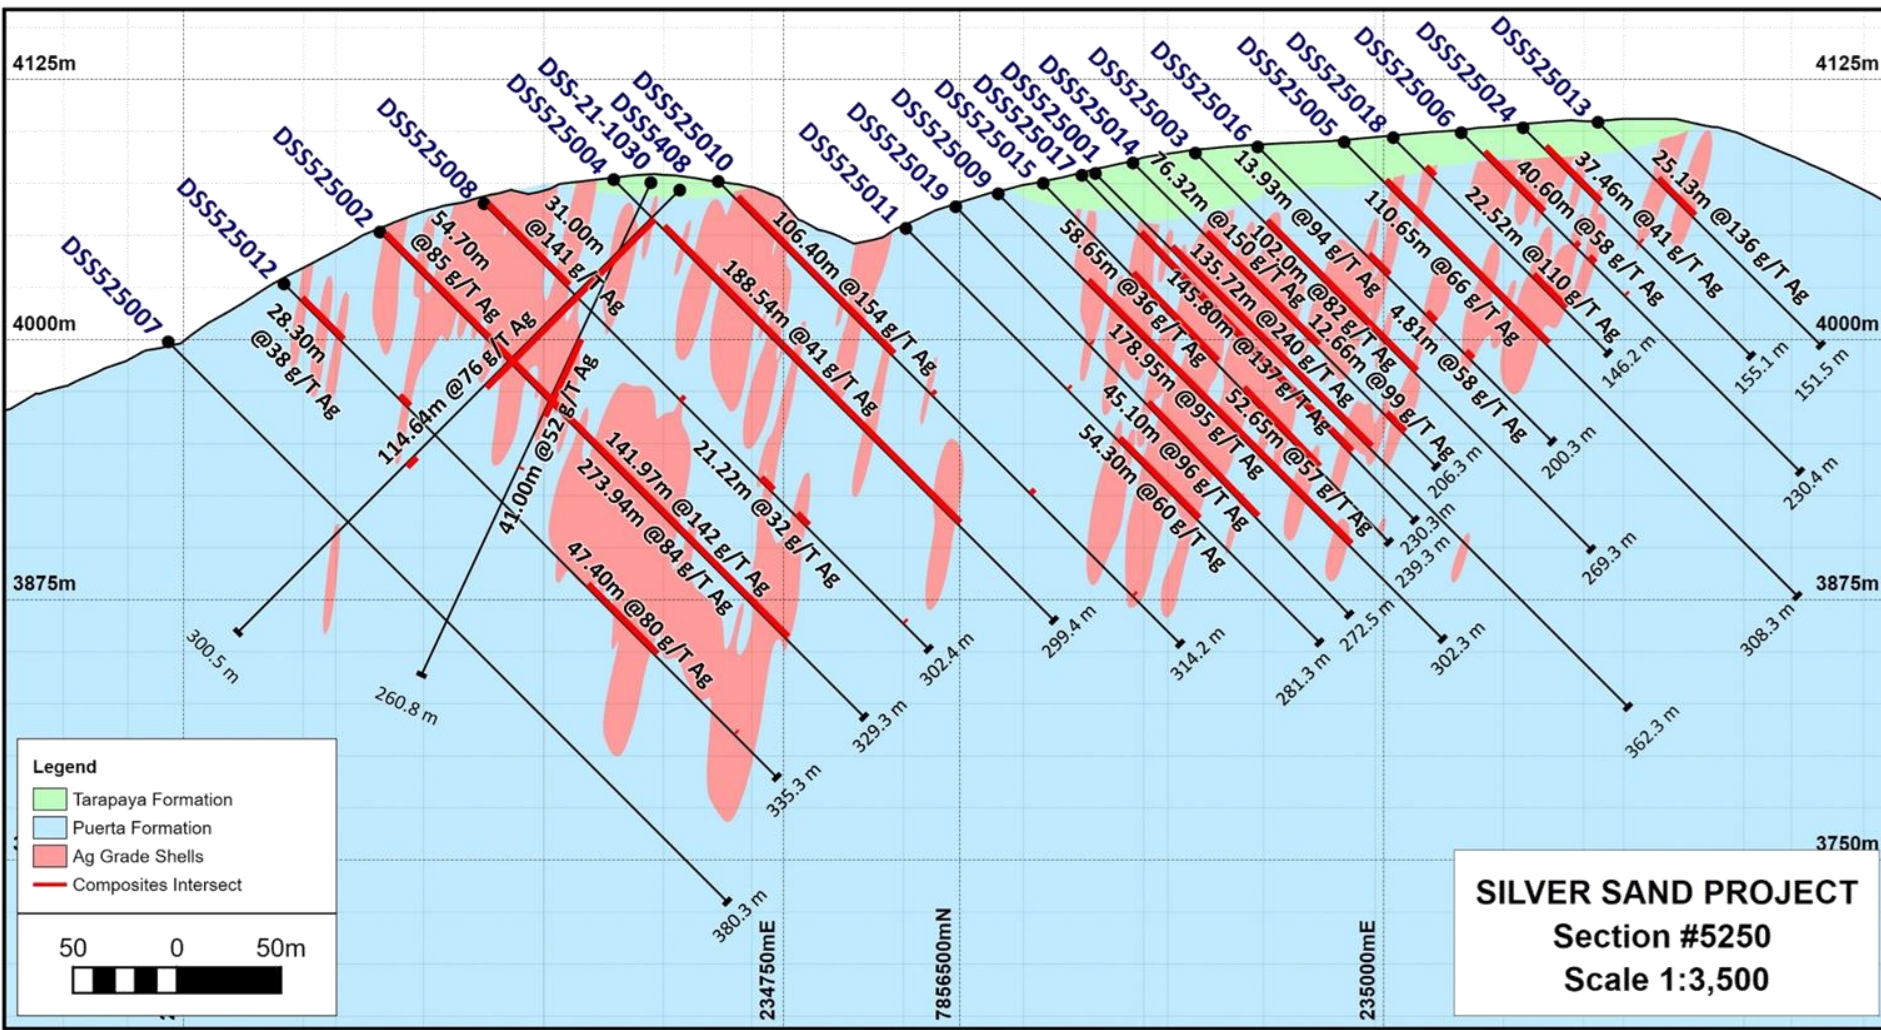 4125m
4125m
4000m
4000m
3875m
3875m
3750m
DSS525007
DSS525012
DSS525002
DSS525008
DSS525004
DSS-21-1030
DSS5408
DSS525010
DSS525011
DSS525019
DSS525009
DSS525015
DSS525017
DSS525001
DSS525014
DSS525003
DSS525016
DSS525005
DSS525018
DSS525006
DSS525024
DSS525013
28.30m
@38 g/T Ag
54.70m
@85 g/T Ag
31.00m
@141 g/T Ag
114.64m @76 g/T Ag
41.00m @52 g/T Ag
188.54m @41 g/T Ag
106.40m @154 g/T Ag
141.97m @142 g/T Ag
273.94m @84 g/T Ag
47.40m @80 g/T Ag
21.22m @32 g/T Ag
58.65m @36 g/T Ag
178.95m @95 g/T Ag
45.10m @96 g/T Ag
54.30m @60 g/T Ag
52.65m @57 g/T Ag
145.80m @137 g/T Ag
135.72m @240 g/T Ag
76.32m @150 g/T Ag
102.0m @82 g/T Ag
12.66m @99 g/T Ag
13.93m @94 g/T Ag
4.81m @58 g/T Ag
110.65m @66 g/T Ag
22.52m @110 g/T Ag
40.60m @58 g/T Ag
37.46m @41 g/T Ag
25.13m @136 g/T Ag
300.5 m
260.8 m
380.3 m
335.3 m
329.3 m
302.4 m
299.4 m
314.2 m
281.3 m
272.5 m
302.3 m
239.3 m
230.3 m
206.3 m
362.3 m
269.3 m
200.3 m
308.3 m
230.4 m
146.2 m
155.1 m
151.5 m
Legend
Tarapaya Formation
Puerta Formation
Ag Grade Shells
Composites Intersect
50 0 50m
234750mE
7856500mN
235000mE
SILVER SAND PROJECT
Section #5250
Scale 1:3,500